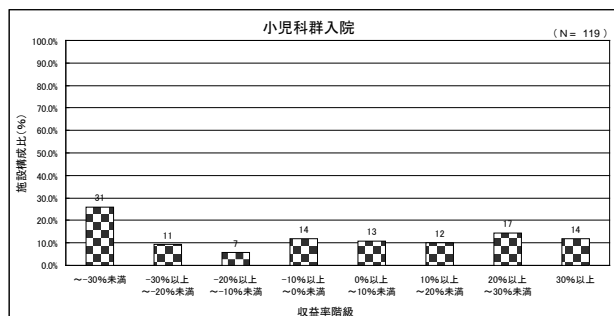 小児科群入院
(N= 119)
施設構成比(%)
100.0%
90.0%
80.0%
70.0%
60.0%
50.0%
40.0%
30.0%
20.0%
10.0%
0.0%
31
11
7
14
13
12
17
14
~-30%未満
-30%以上
~-20%未満
-20%以上
~-10%未満
-10%以上
~0%未満
0%以上
~10%未満
10%以上
~20%未満
20%以上
~30%未満
30%以上
収益率階級